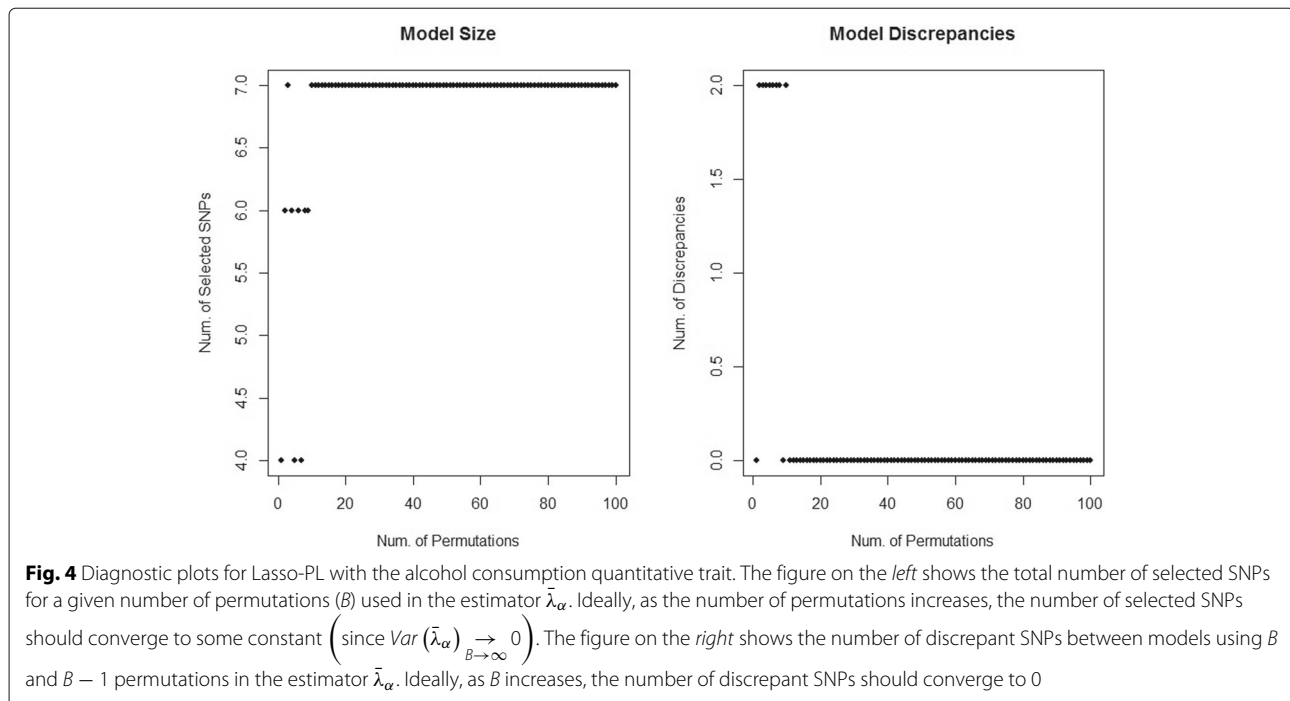 Model Size
Model Discrepancies
Num. of Selected SNPs
7.0
6.5
6.0
5.5
5.0
4.5
4.0
0 20 40 60 80 100
Num. of Permutations
Num. of Discrepancies
2.0
1.5
1.0
0.5
0.0
0 20 40 60 80 100
Num. of Permutations
Fig. 4 Diagnostic plots for Lasso-PL with the alcohol consumption quantitative trait. The figure on the left shows the total number of selected SNPs
for a given number of permutations (B) used in the estimator λ̄α. Ideally, as the number of permutations increases, the number of selected SNPs
should converge to some constant (since Var (λ̄α) → 0 B→∞). The figure on the right shows the number of discrepant SNPs between models using B
and B − 1 permutations in the estimator λ̄α. Ideally, as B increases, the number of discrepant SNPs should converge to 0